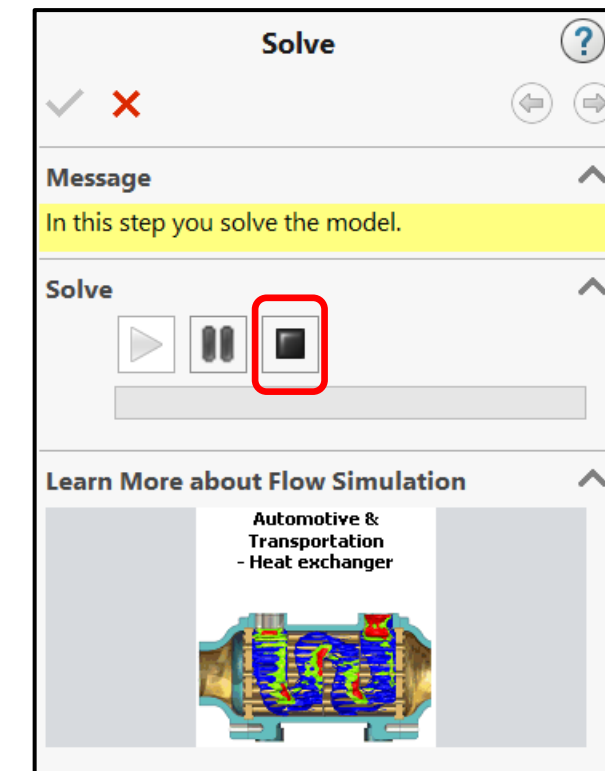 Solve
?
Message
In this step you solve the model.
Solve
Learn More about Flow Simulation
Automotive &
Transportation
- Heat exchanger